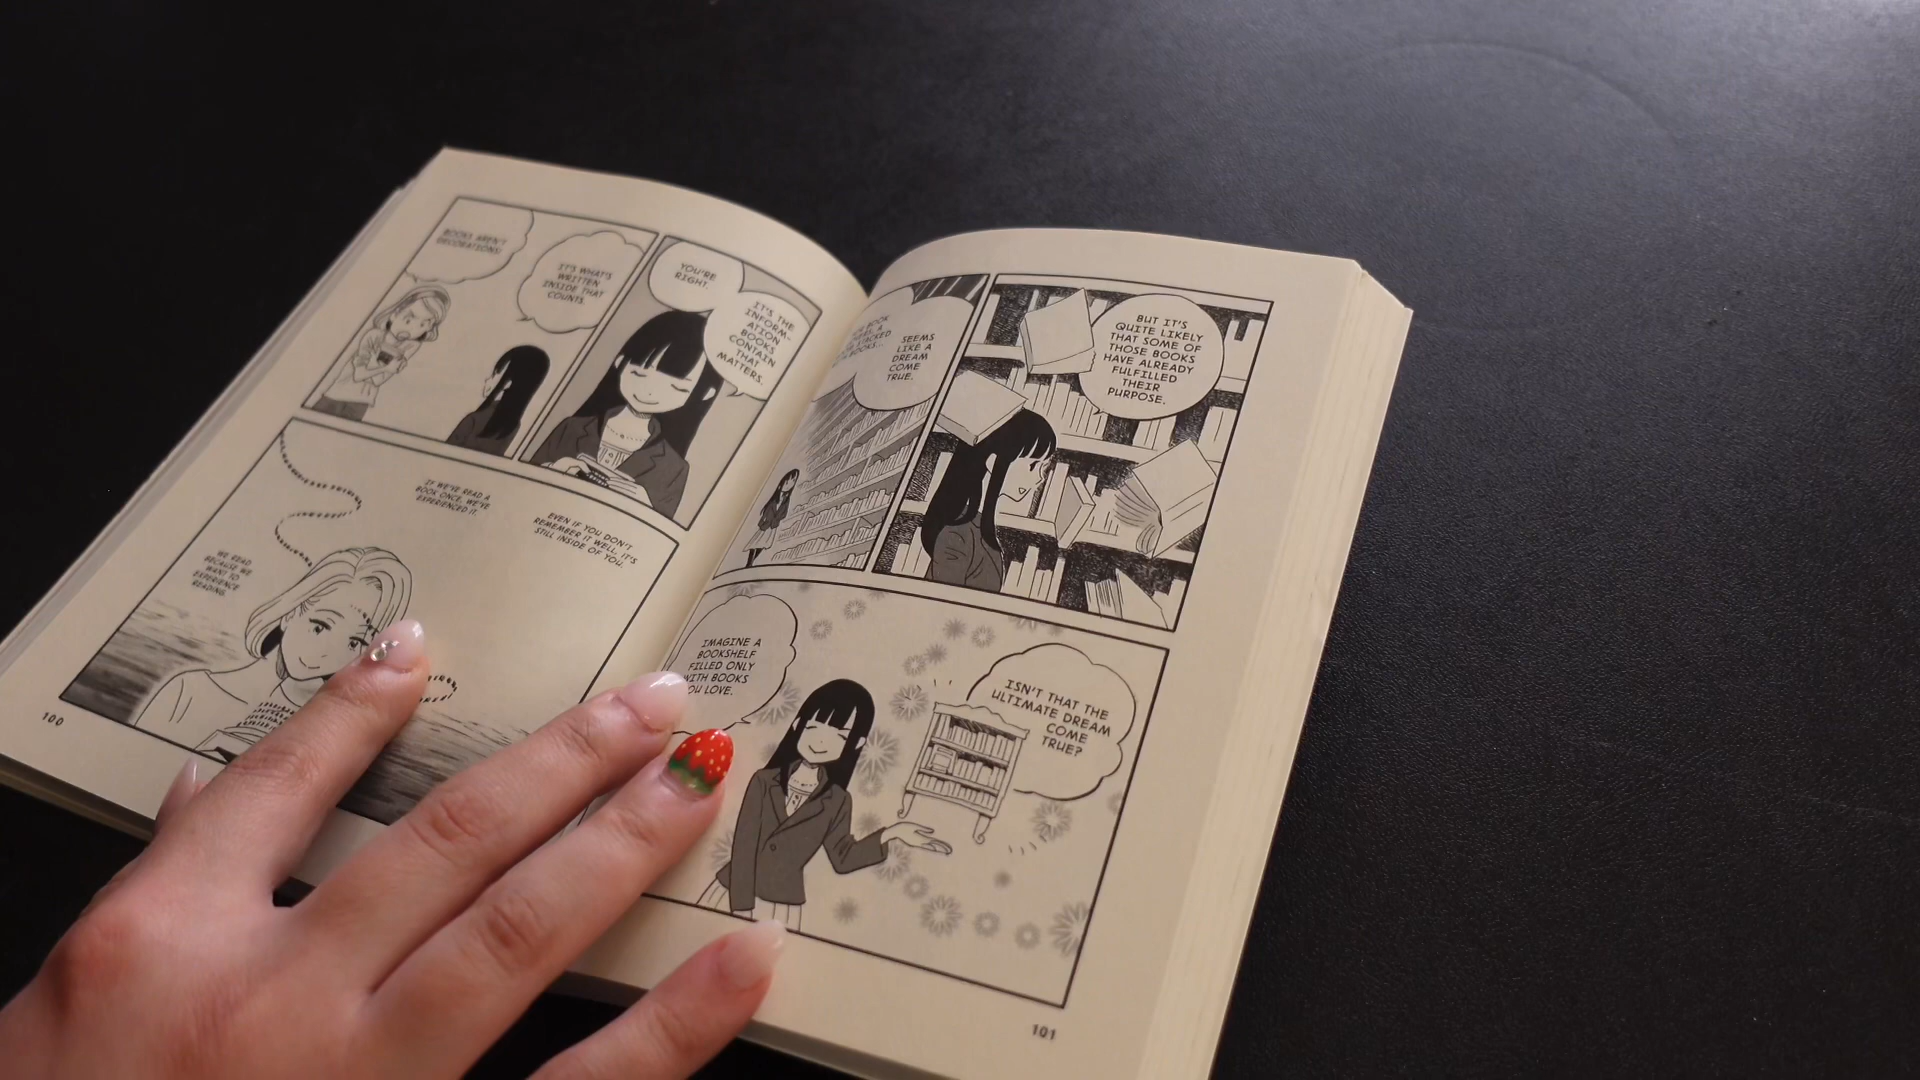 BOOKS AREN'T
DECORATIONS!
IT'S WHAT'S
WRITTEN
INSIDE THAT
COUNTS.
YOU'RE
RIGHT.
IT'S THE
INFORM-
ATION
BOOKS
CONTAIN
THAT
MATTERS.
IF WE'VE READ A
BOOK ONCE, WE'VE
EXPERIENCED IT.
EVEN IF YOU DON'T
REMEMBER IT WELL, IT'S
STILL INSIDE OF YOU.
WE READ
BECAUSE WE
WANT TO
EXPERIENCE
READING.
100
BOOK
A
STACKED
BOOKS...
SEEMS
LIKE A
DREAM
COME
TRUE.
BUT IT'S
QUITE LIKELY
THAT SOME OF
THOSE BOOKS
HAVE ALREADY
FULFILLED
THEIR
PURPOSE.
IMAGINE A
BOOKSHELF
FILLED ONLY
WITH BOOKS
YOU LOVE.
ISN'T THAT THE
ULTIMATE DREAM
COME
TRUE?
101